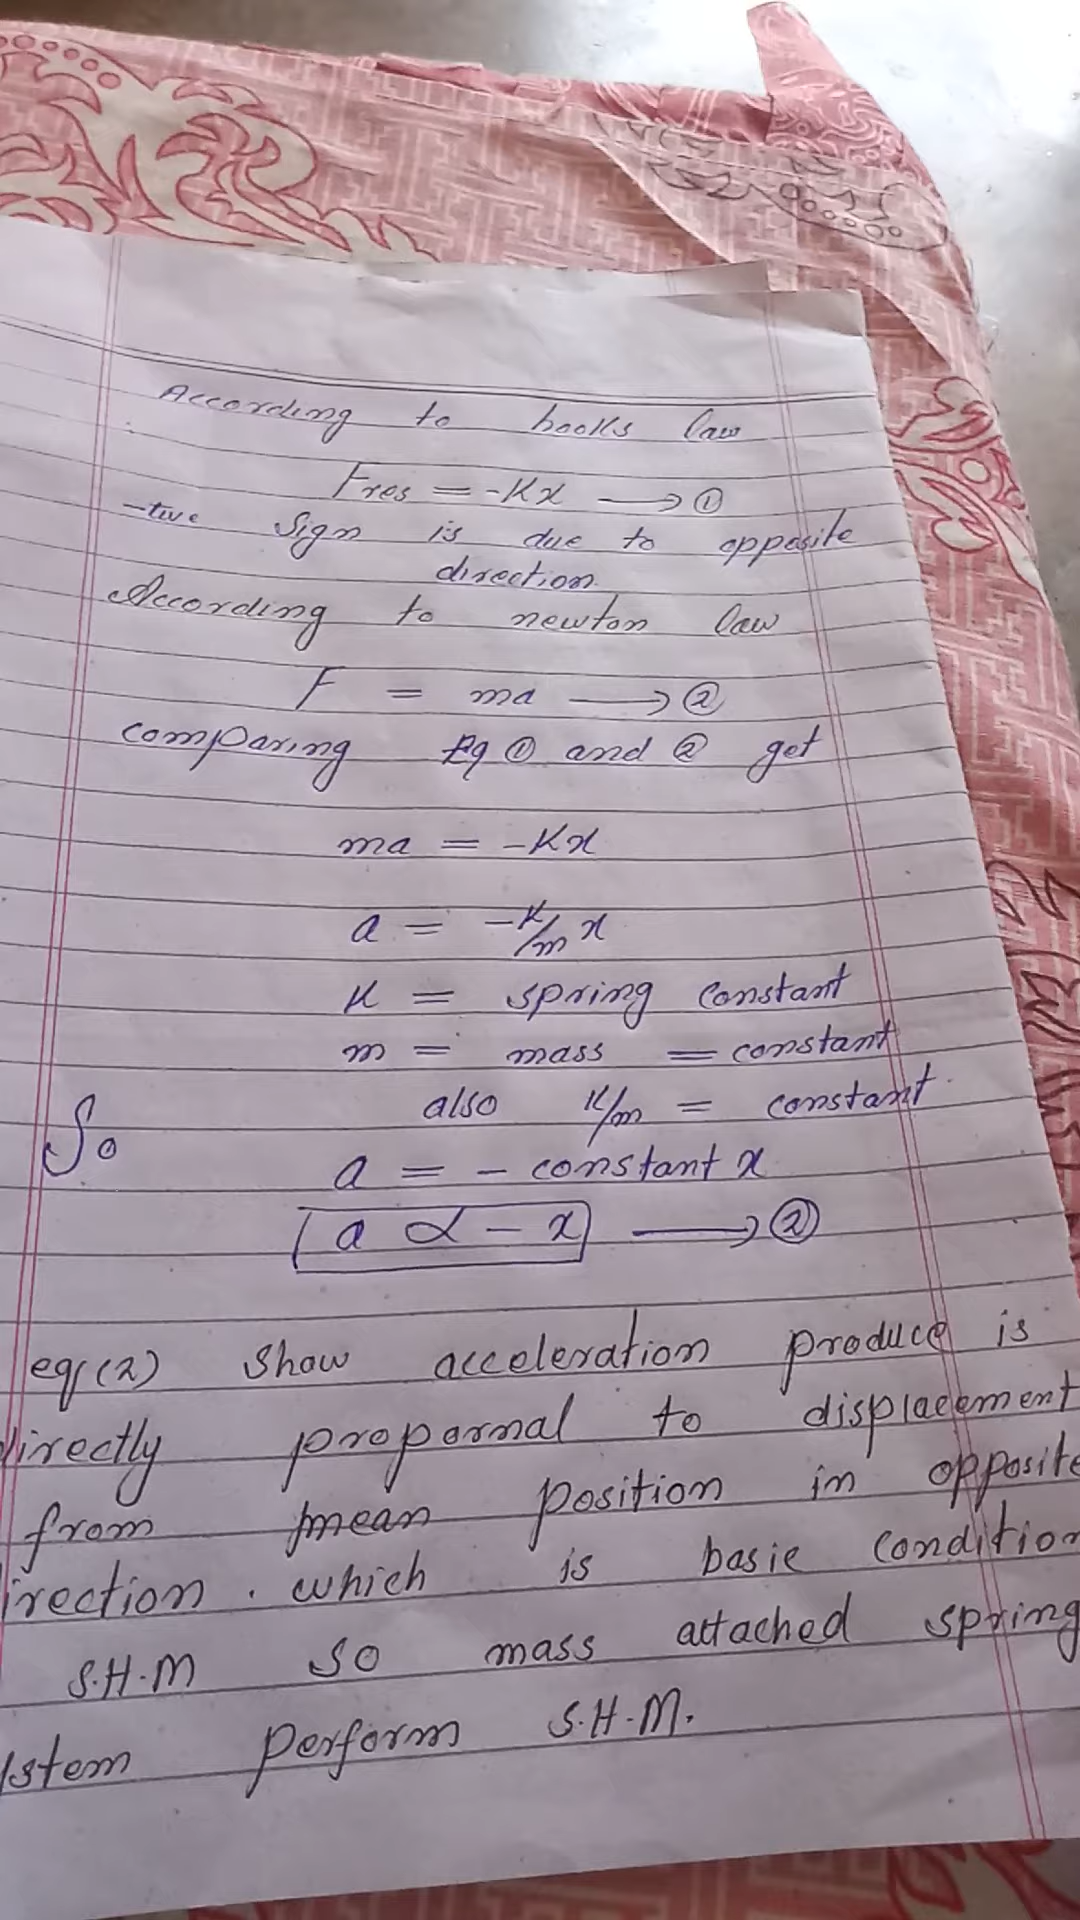 According to hooks law
Fres = -Kx → ①
-tive Sign is due to opposite
direction
According to newton law
F = ma → ②
comparing Eq ① and ② get
ma = -Kx
a = -K/m x
K = spring constant
m = mass = constant
also K/m = constant
So
a = - constant x
a ∝ - x → ②
eq(2) Show acceleration produce is
directly propornal to displacement
from mean position in opposite
irection . which is basic condition
S.H.M so mass attached spring
stem perform S.H.M.